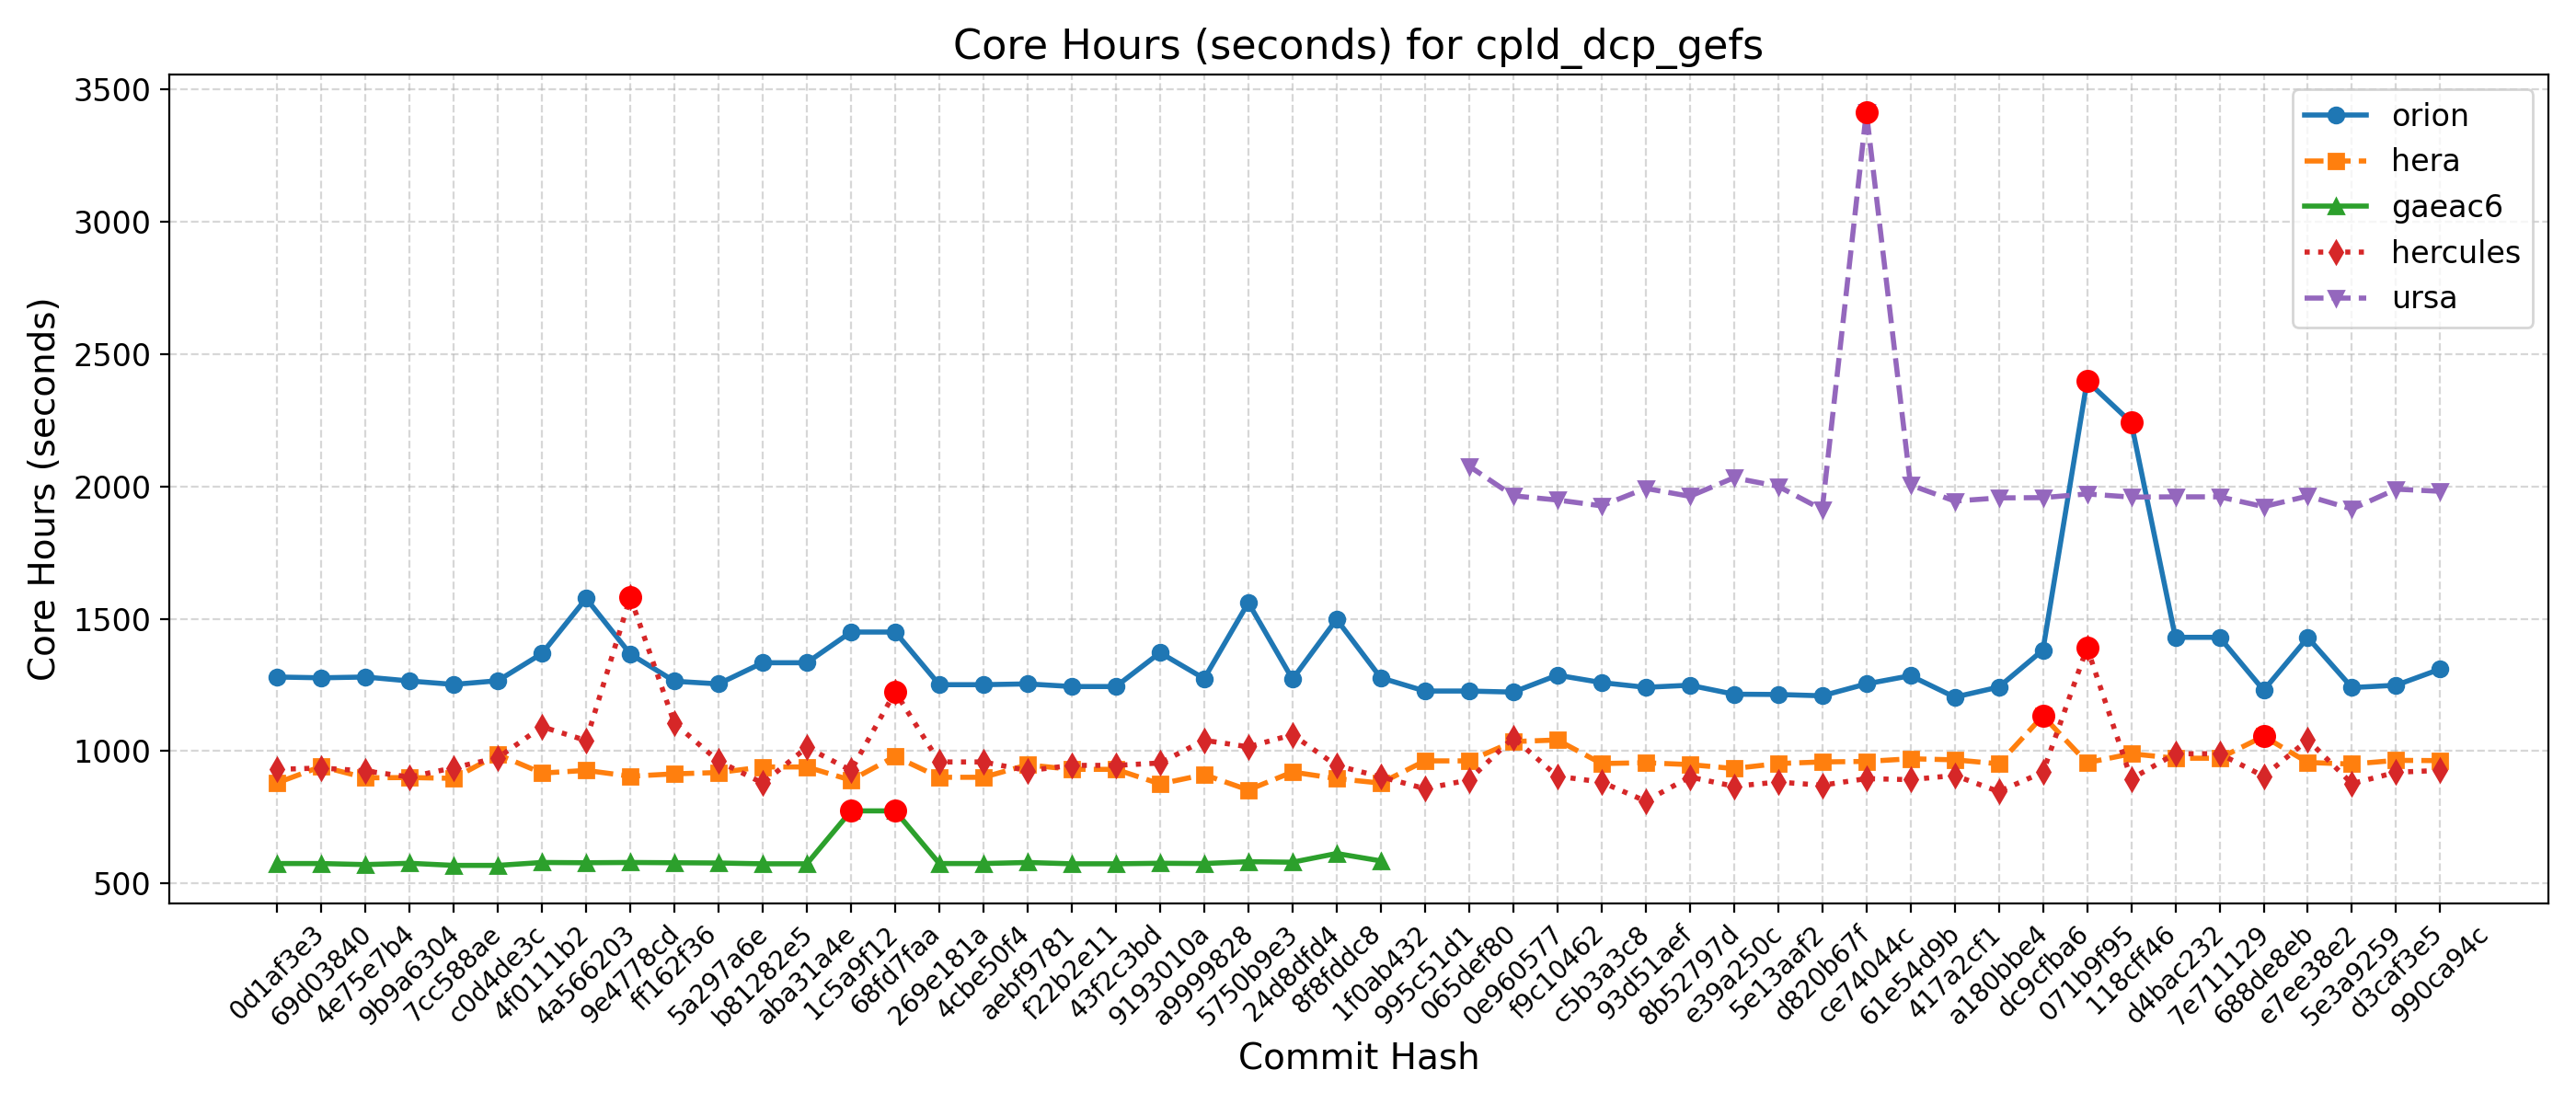 Core Hours (seconds) for cpld_dcp_gefs
Core Hours (seconds)
3500
3000
2500
2000
1500
1000
500
orion
hera
gaeac6
hercules
ursa
0d1af3e3
69d03840
4e75e7b4
9b9a6304
7cc588ae
c0d4de3c
4f0111b2
4a566203
9e4778cd
ff162f36
5a297a6e
b81282e5
aba31a4e
1c5a9f12
68fd7faa
269e181a
4cbe50f4
aebf9781
f22b2e11
43f2c3bd
9193010a
a9999828
5750b9e3
24d8dfd4
8f8fddc8
1f0ab432
995c51d1
065def80
0e960577
f9c10462
c5b3a3c8
93d51aef
8b52797d
e39a250c
5e13aaf2
d820b67f
ce74044c
61e54d9b
417a2cf1
a180bbe4
dc9cfba6
071b9f95
118cff46
d4bac232
7e711129
688de8eb
e7ee38e2
5e3a9259
d3caf3e5
990ca94c
Commit Hash